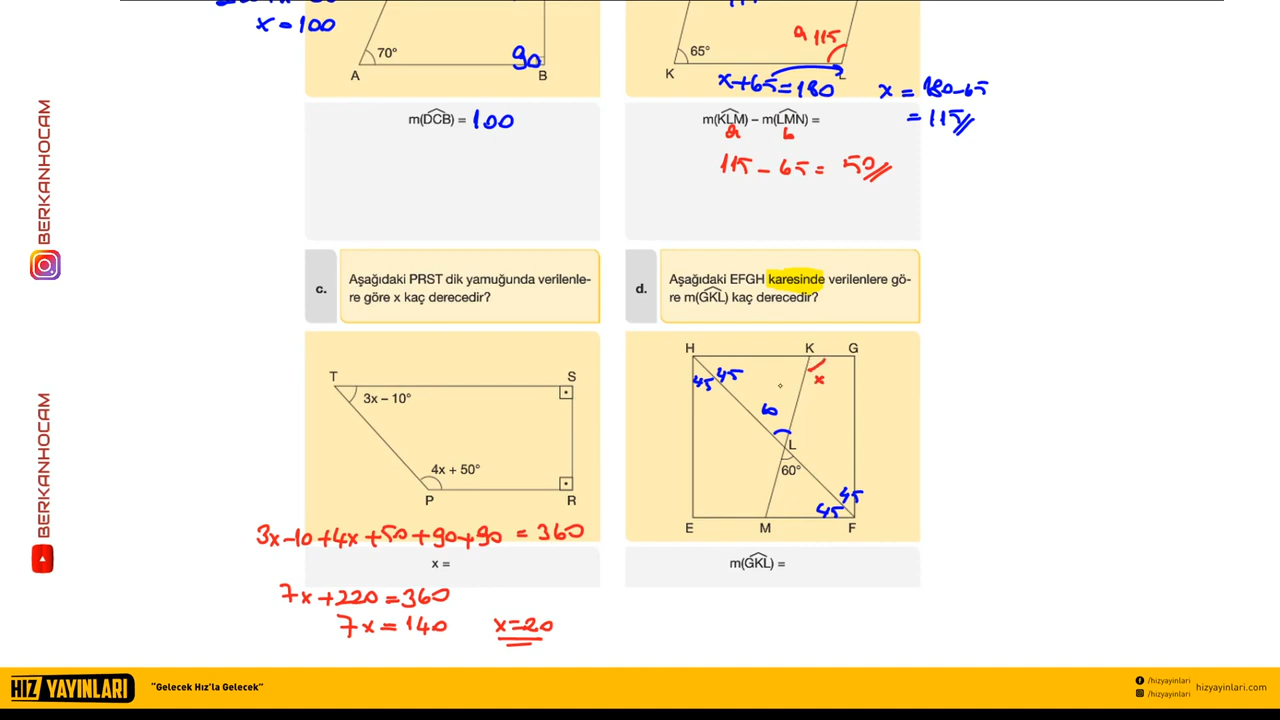 x = 100
70°
A
90
B
a 115
65°
K
L
x+65=180
x = 180-65
= 115//
m(DCB) = 100
m(KLM) – m(LMN) =
a b
115 - 65 = 50//
BERKANHOCAM
c.
Aşağıdaki PRST dik yamuğunda verilenle-
re göre x kaç derecedir?
d.
Aşağıdaki EFGH karesinde verilenlere gö-
re m(GKL) kaç derecedir?
T
S
3x – 10°
4x + 50°
P
R
3x-10+4x+50+90+90 = 360
x =
7x+220=360
7x=140
x=20
H
K
G
45 45
x
60
L
60°
45
45
E
M
F
m(GKL) =
BERKANHOCAM
HIZ YAYINLARI
"Gelecek Hız'la Gelecek"
/hizyayinlari
/hizyayinlari
hizyayinlari.com